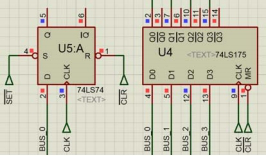 5 6
2 3 7 6 10 11 15 14
Q Q
U5:A
4 S R 1
D CLK
2 3
74LS74
<TEXT>
SET
CLR
BUS_0
CLK
Q0 Q0 Q1 Q1 Q2 Q2 Q3 Q3
U4
<TEXT>74LS175
D0 D1 D2 D3 CLK MR
4 5 12 13 9 1
BUS_0
BUS_1
BUS_2
BUS_3
CLK
CLR